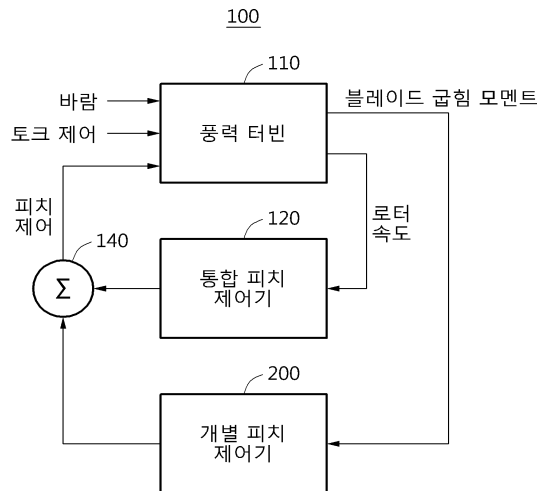 100
110
바람
블레이드 굽힘 모멘트
토크 제어
풍력 터빈
피치
제어
140
120
로터
속도
Σ
통합 피치
제어기
200
개별 피치
제어기